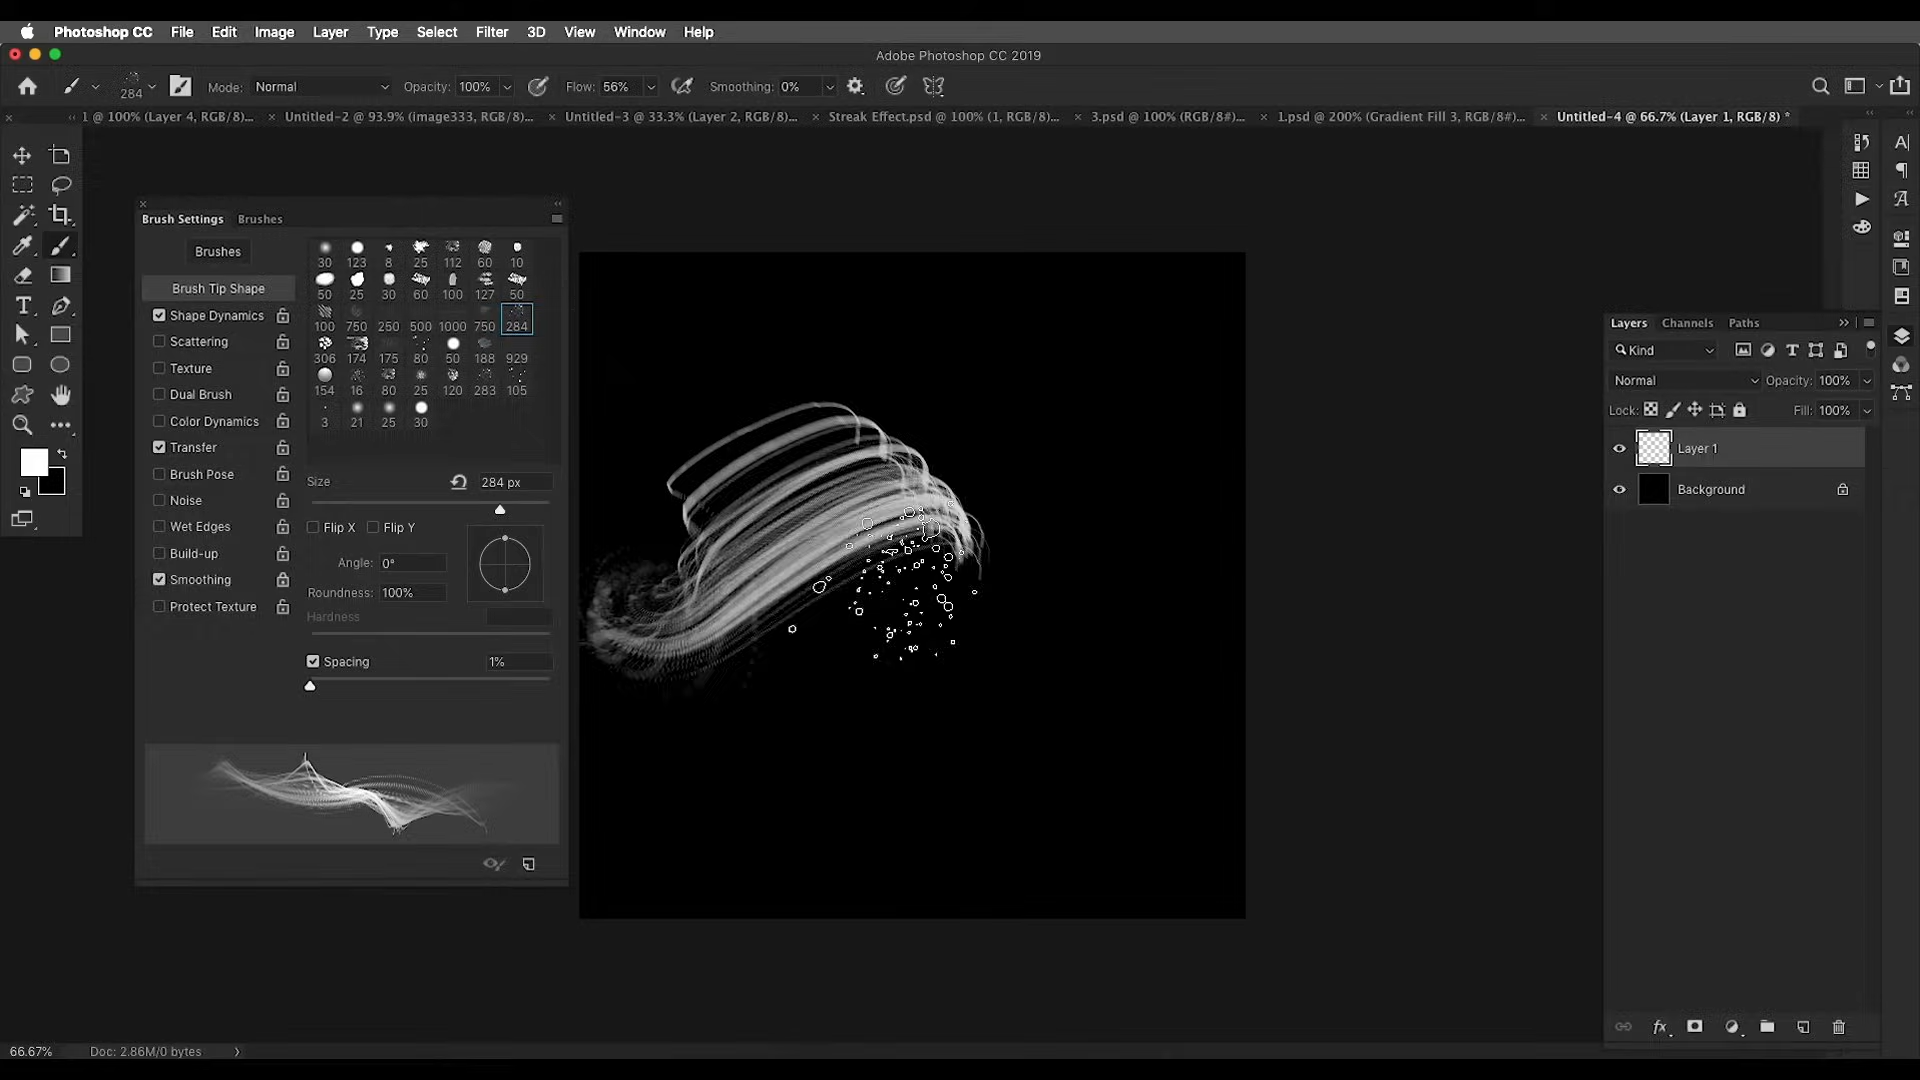 Photoshop CC File Edit Image Layer Type Select Filter 3D View Window Help
Adobe Photoshop CC 2019
284 Mode: Normal Opacity: 100% Flow: 56% Smoothing: 0%
1 @ 100% (Layer 4, RGB/8)... Untitled-2 @ 93.9% (image333, RGB/8)... Untitled-3 @ 33.3% (Layer 2, RGB/8)... Streak Effect.psd @ 100% (1, RGB/8)... 3.psd @ 100% (RGB/8#)... 1.psd @ 200% (Gradient Fill 3, RGB/8#)... Untitled-4 @ 66.7% (Layer 1, RGB/8) *
Brush Settings Brushes
Brushes
Brush Tip Shape
Shape Dynamics
Scattering
Texture
Dual Brush
Color Dynamics
Transfer
Brush Pose
Noise
Wet Edges
Build-up
Smoothing
Protect Texture
30 123 8 25 112 60 10
50 25 30 60 100 127 50
100 750 250 500 1000 750 284
306 174 175 80 50 188 929
154 16 80 25 120 283 105
3 21 25 30
Size 284 px
Flip X Flip Y
Angle: 0°
Roundness: 100%
Hardness
Spacing 1%
Layers Channels Paths
Kind
Normal Opacity: 100%
Lock: Fill: 100%
Layer 1
Background
66.67% Doc: 2.86M/0 bytes